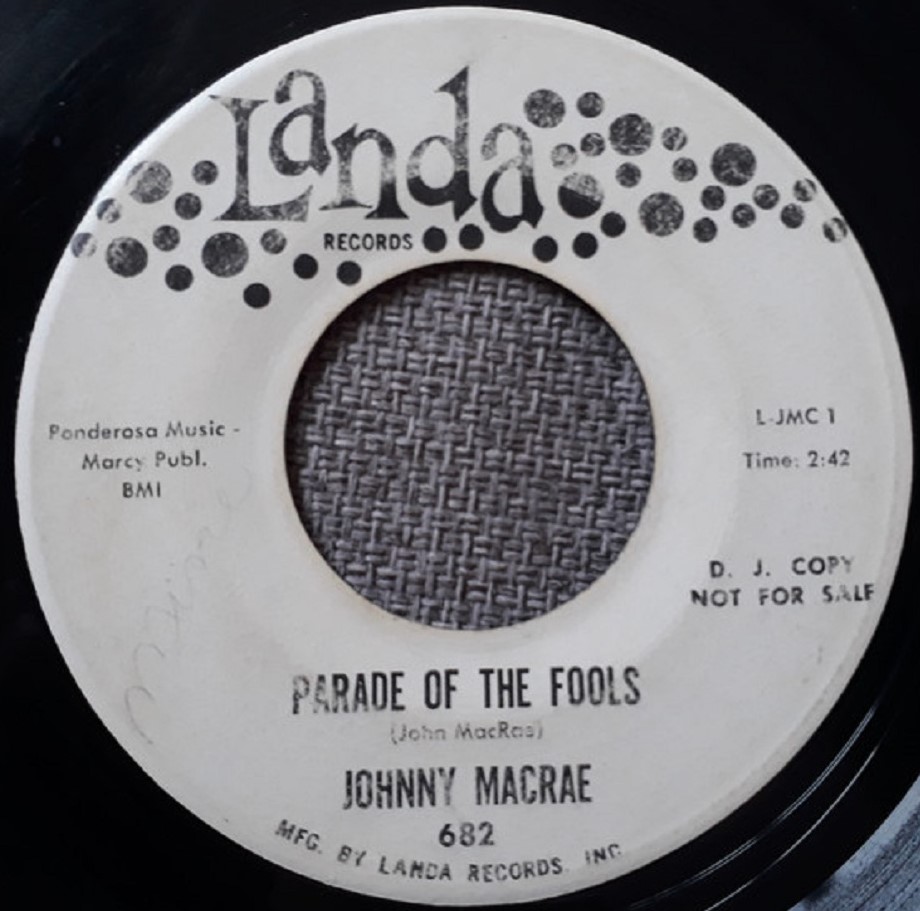 Landa
RECORDS
Ponderosa Music -
Marcy Publ.
BMI
L-JMC 1
Time: 2:42
D. J. COPY
NOT FOR SALE
PARADE OF THE FOOLS
(John MacRae)
JOHNNY MACRAE
682
MFG. BY LANDA RECORDS, INC.